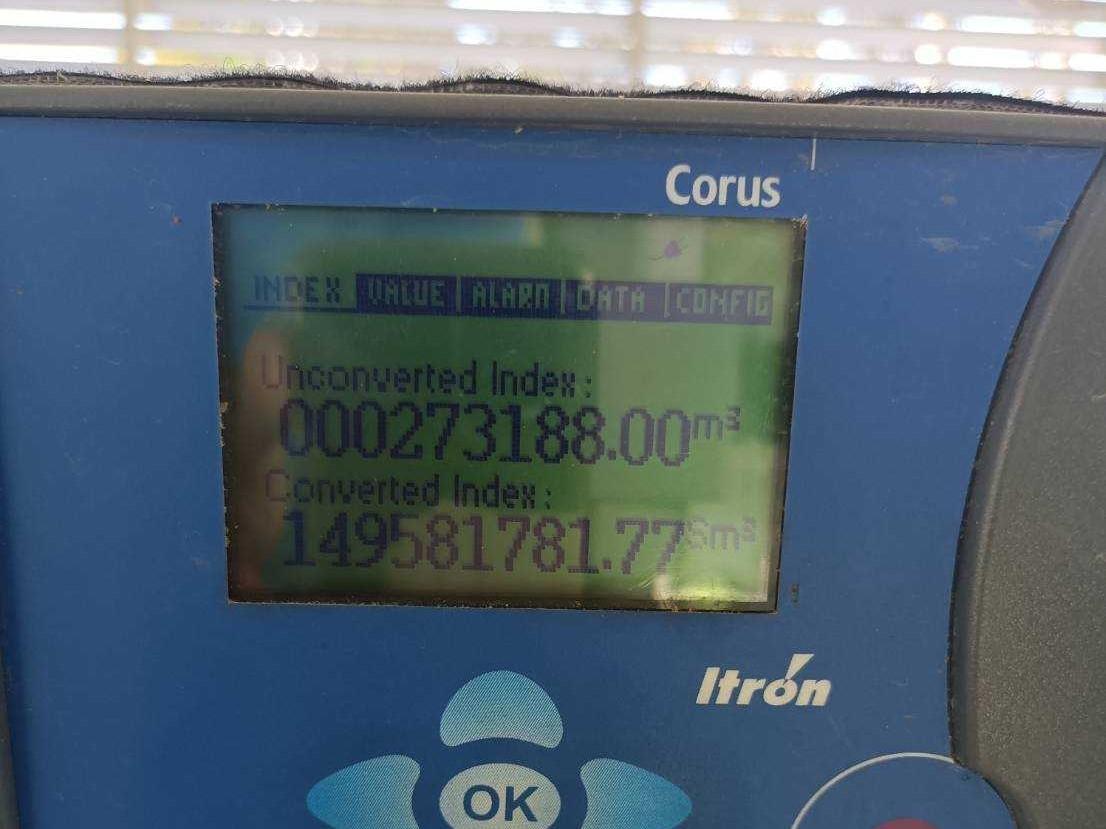 Corus
INDEX VALUE | ALARM | DATA | CONFIG
Unconverted Index :
000273188.00m³
Converted Index :
149581781.77Sm³
Itron
OK